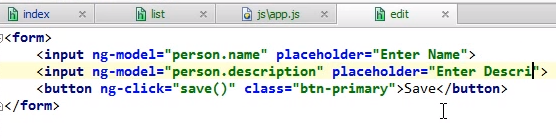 index list js\app.js edit
<form>
<input ng-model="person.name" placeholder="Enter Name">
<input ng-model="person.description" placeholder="Enter Descri">
<button ng-click="save()" class="btn-primary">Save</button>
</form>